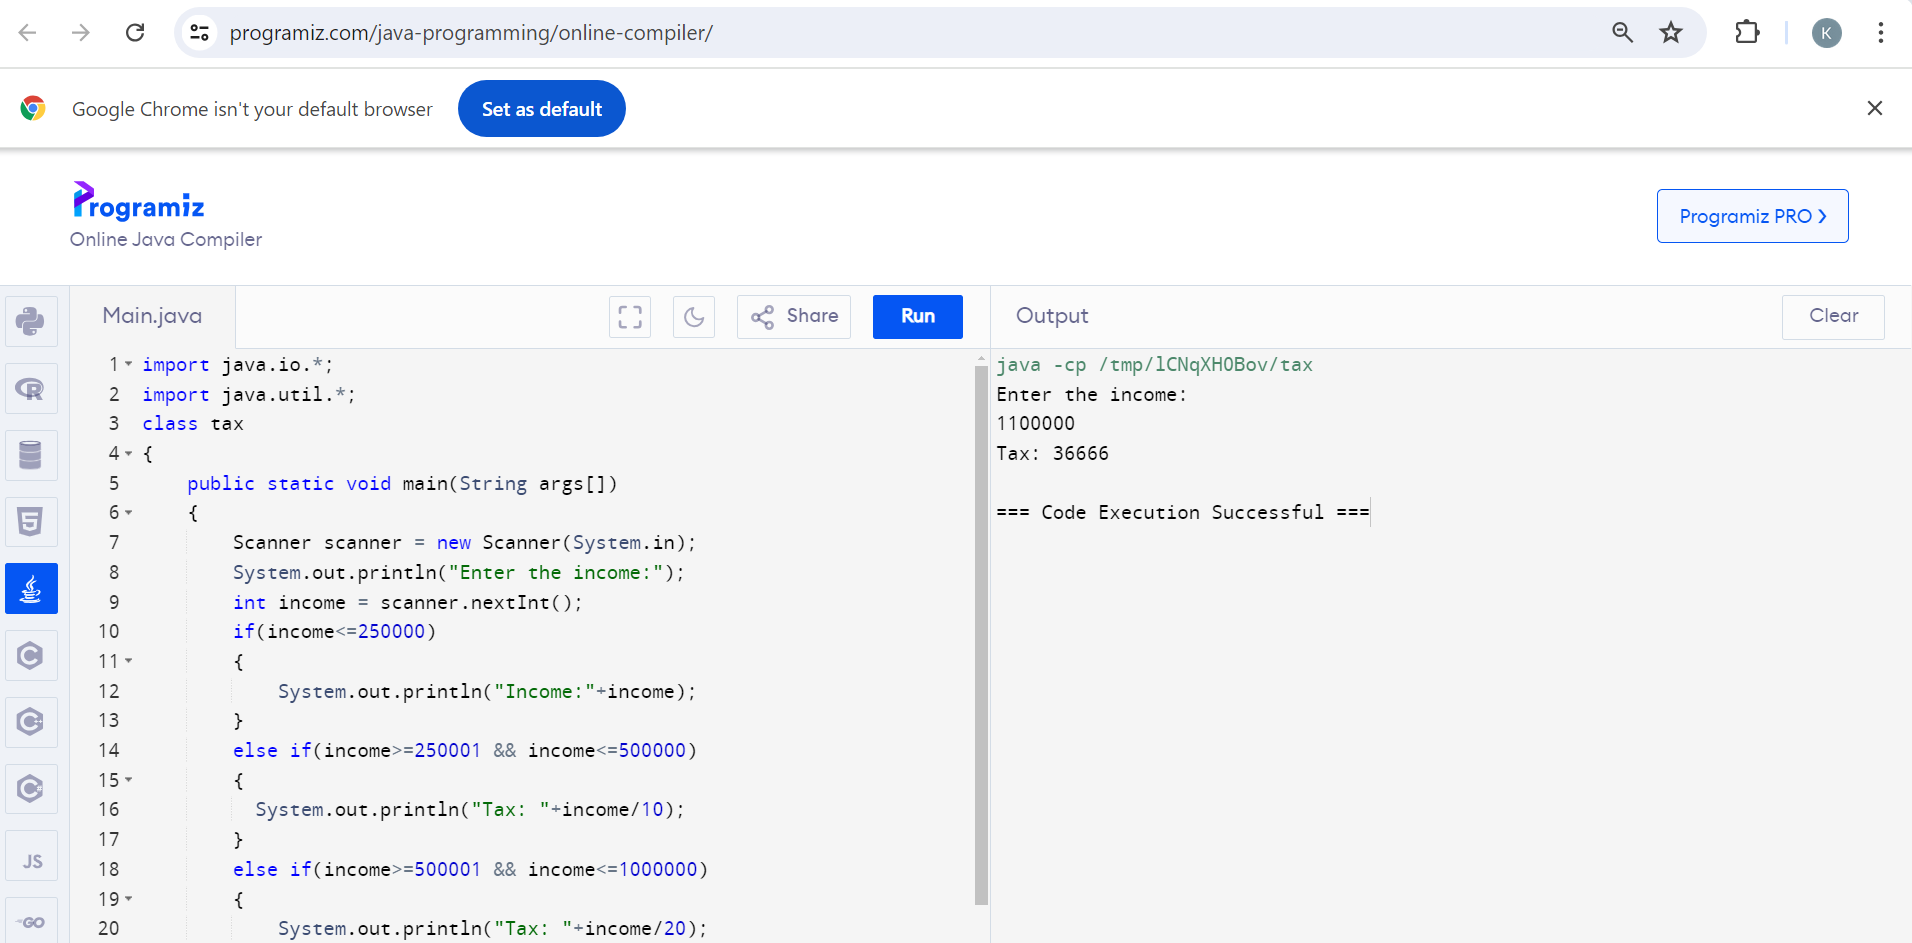 programiz.com/java-programming/online-compiler/
K
Google Chrome isn't your default browser
Set as default
Programiz
Online Java Compiler
Programiz PRO ›
Main.java
Share
Run
Output
Clear
1 import java.io.*;
2 import java.util.*;
3 class tax
4 {
5 public static void main(String args[])
6 {
7 Scanner scanner = new Scanner(System.in);
8 System.out.println("Enter the income:");
9 int income = scanner.nextInt();
10 if(income<=250000)
11 {
12 System.out.println("Income:"+income);
13 }
14 else if(income>=250001 && income<=500000)
15 {
16 System.out.println("Tax: "+income/10);
17 }
18 else if(income>=500001 && income<=1000000)
19 {
20 System.out.println("Tax: "+income/20);
java -cp /tmp/lCNqXH0Bov/tax
Enter the income:
1100000
Tax: 36666
=== Code Execution Successful ===
R
5
C
C
C
JS
GO